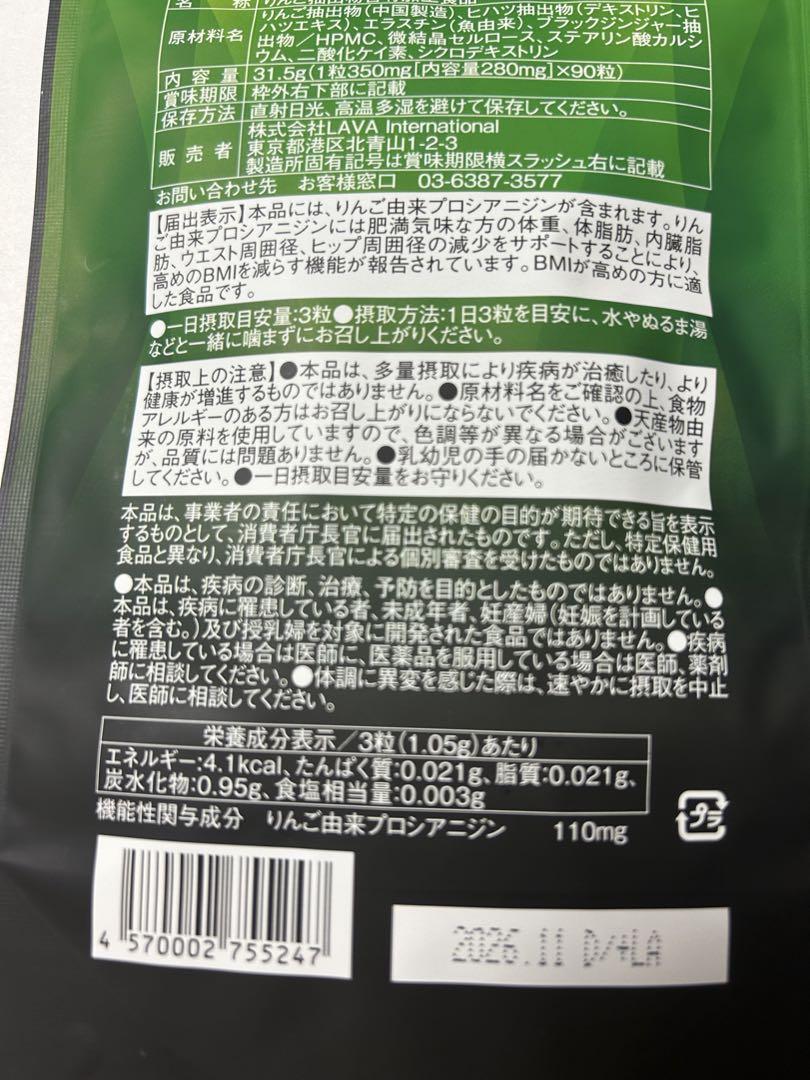 名 称 りんご抽出物含有加工食品
原材料名 りんご抽出物(中国製造)、ヒハツ抽出物(デキストリン、ヒ
ハツエキス)、エラスチン(魚由来)、ブラックジンジャー抽
出物/HPMC、微結晶セルロース、ステアリン酸カルシ
ウム、二酸化ケイ素、シクロデキストリン
内容量 31.5g(1粒350mg[内容量280mg]×90粒)
賞味期限 枠外右下部に記載
保存方法 直射日光、高温多湿を避けて保存してください。
販売者 株式会社LAVA International
東京都港区北青山1-2-3
製造所固有記号は賞味期限横スラッシュ右に記載
お問い合わせ先 お客様窓口 03-6387-3577
【届出表示】本品には、りんご由来プロシアニジンが含まれます。りん
ご由来プロシアニジンには肥満気味な方の体重、体脂肪、内臓脂
肪、ウエスト周囲径、ヒップ周囲径の減少をサポートすることにより、
高めのBMIを減らす機能が報告されています。BMIが高めの方に適
した食品です。
●一日摂取目安量:3粒●摂取方法:1日3粒を目安に、水やぬるま湯
などと一緒に噛まずにお召し上がりください。
【摂取上の注意】●本品は、多量摂取により疾病が治癒したり、より
健康が増進するものではありません。●原材料名をご確認の上、食物
アレルギーのある方はお召し上がりにならないでください。●天産物由
来の原料を使用していますので、色調等が異なる場合がございます
が、品質には問題ありません。●乳幼児の手の届かないところに保管
してください。●一日摂取目安量をお守りください。
本品は、事業者の責任において特定の保健の目的が期待できる旨を表示
するものとして、消費者庁長官に届出されたものです。ただし、特定保健用
食品と異なり、消費者庁長官による個別審査を受けたものではありません。
●本品は、疾病の診断、治療、予防を目的としたものではありません。●
本品は、疾病に罹患している者、未成年者、妊産婦(妊娠を計画している
者を含む。)及び授乳婦を対象に開発された食品ではありません。●疾病
に罹患している場合は医師に、医薬品を服用している場合は医師、薬剤
師に相談してください。●体調に異変を感じた際は、速やかに摂取を中止
し、医師に相談してください。
栄養成分表示/3粒(1.05g)あたり
エネルギー:4.1kcal、たんぱく質:0.021g、脂質:0.021g、
炭水化物:0.95g、食塩相当量:0.003g
機能性関与成分 りんご由来プロシアニジン 110mg
プラ
4 570002 755247
2026.11 D/+LA